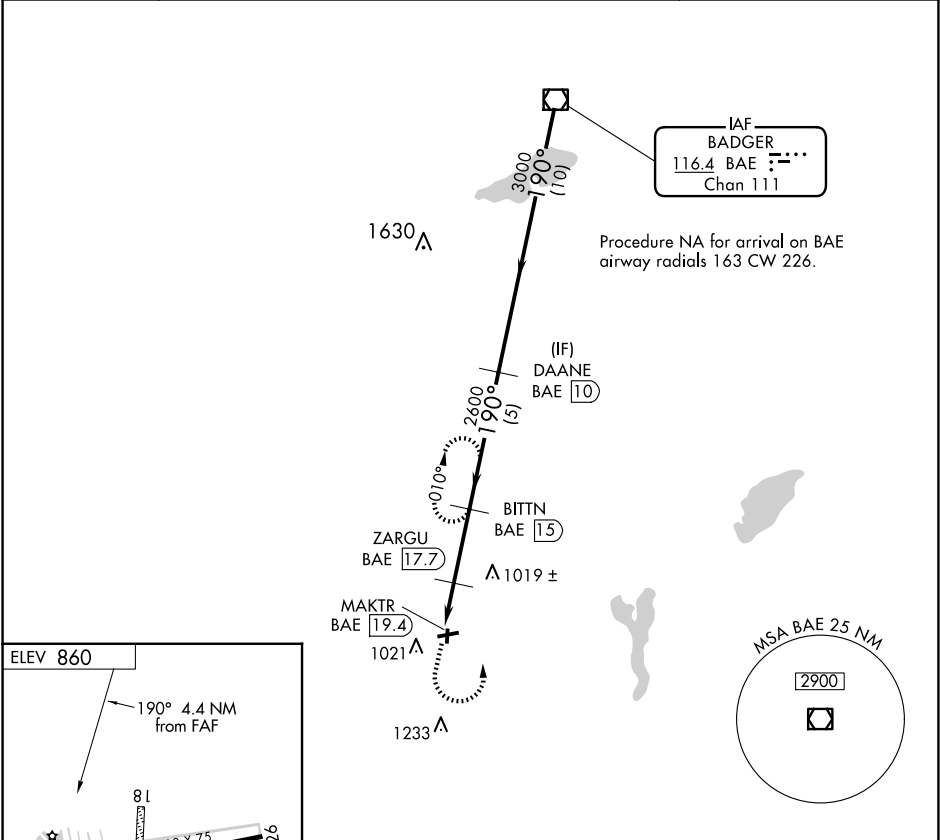 IAF
BADGER
116.4 BAE
Chan 111
3000
190°
(10)
1630
Procedure NA for arrival on BAE
airway radials 163 CW 226.
(IF)
DAANE
BAE 10
2600
190°
(5)
010°
BITTN
BAE 15
ZARGU
BAE 17.7
1019 ±
MAKTR
BAE 19.4
1021
1233
MSA BAE 25 NM
2900
ELEV 860
190° 4.4 NM
from FAF
18
X 75
26